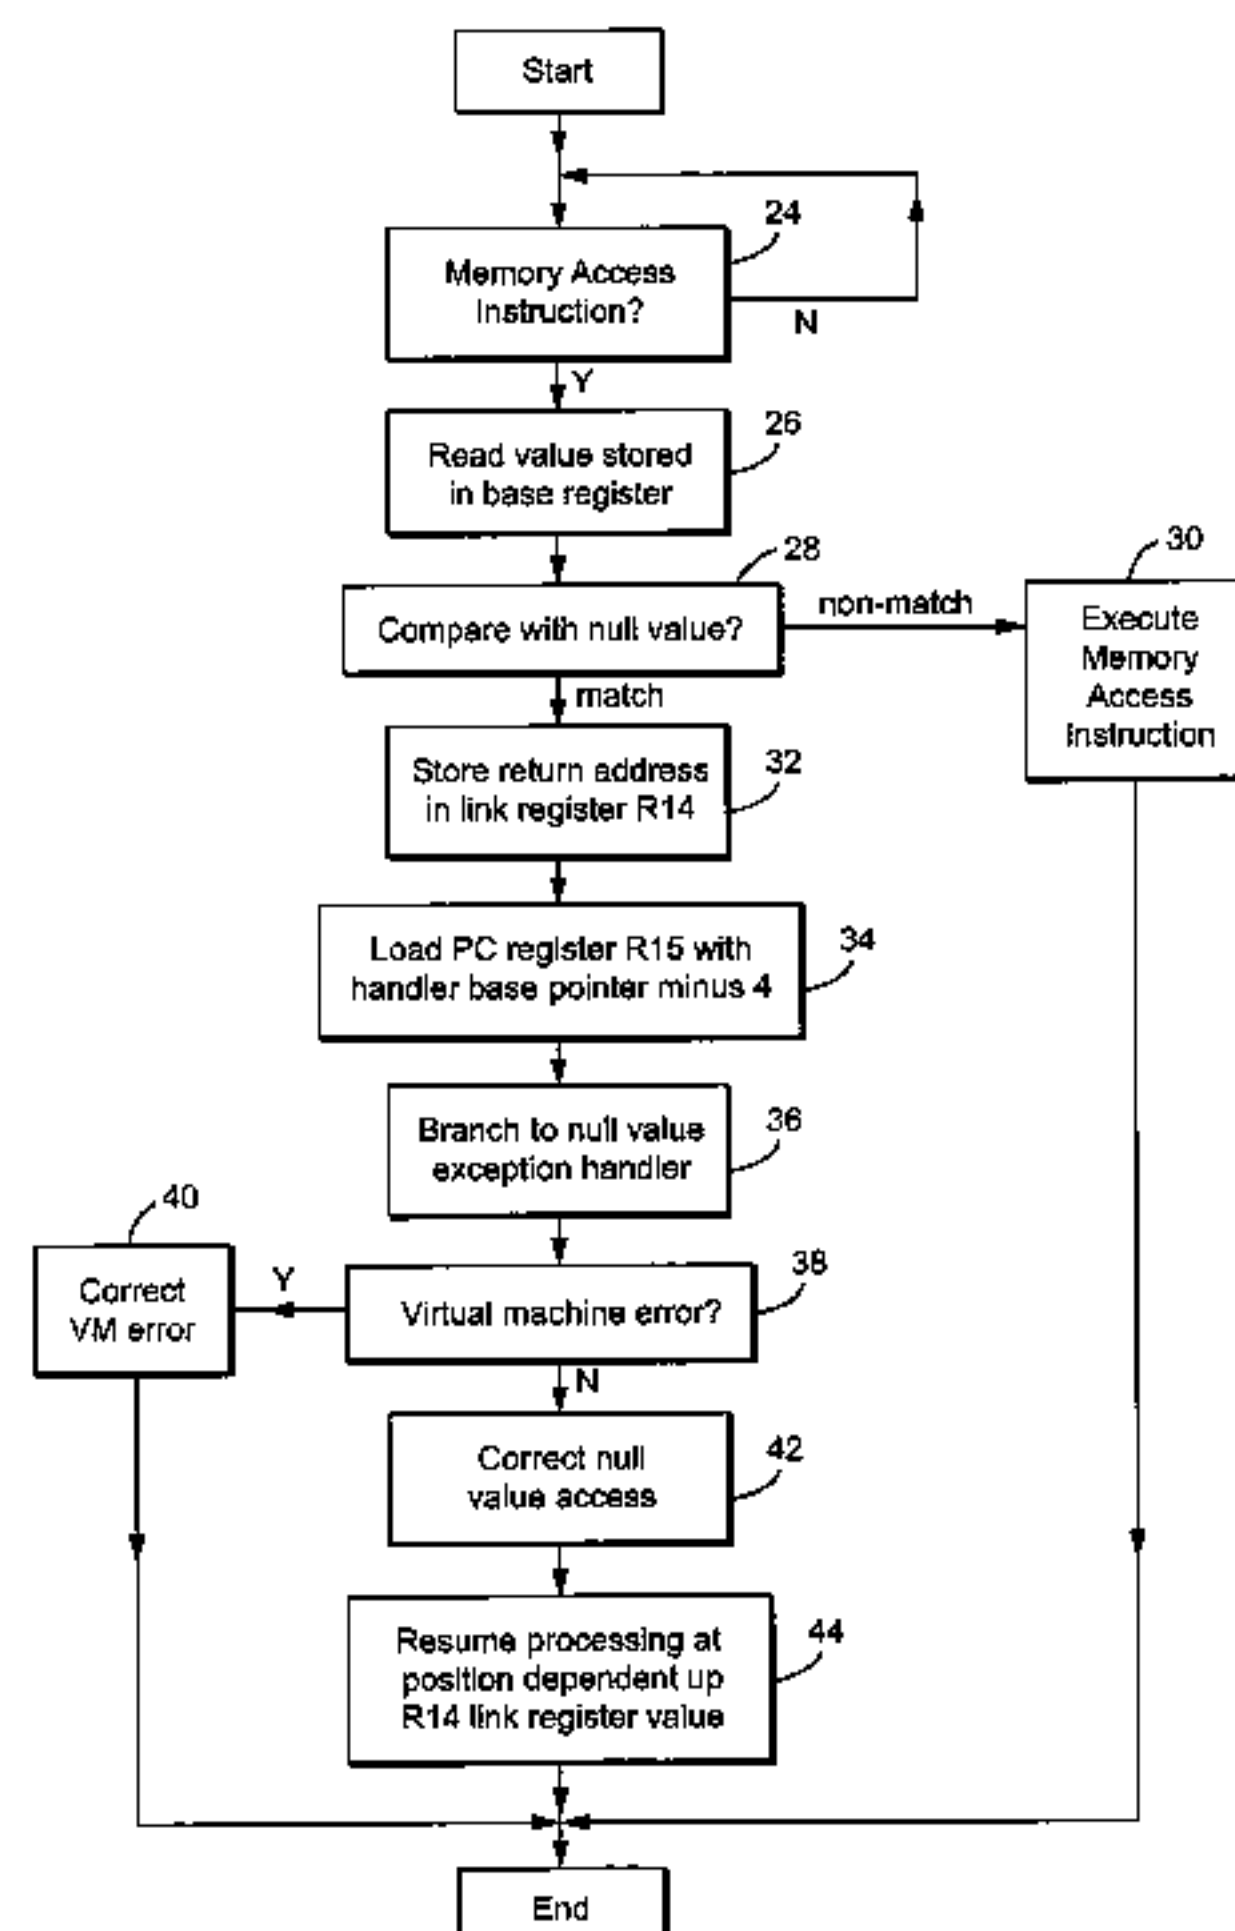 Start
24
Memory Access
Instruction?
N
Y
26
Read value stored
in base register
28
Compare with null value?
non-match
30
Execute
Memory
Access
Instruction
match
32
Store return address
in link register R14
34
Load PC register R15 with
handler base pointer minus 4
36
Branch to null value
exception handler
40
Correct
VM error
Y
38
Virtual machine error?
N
42
Correct null
value access
44
Resume processing at
position dependent up
R14 link register value
End